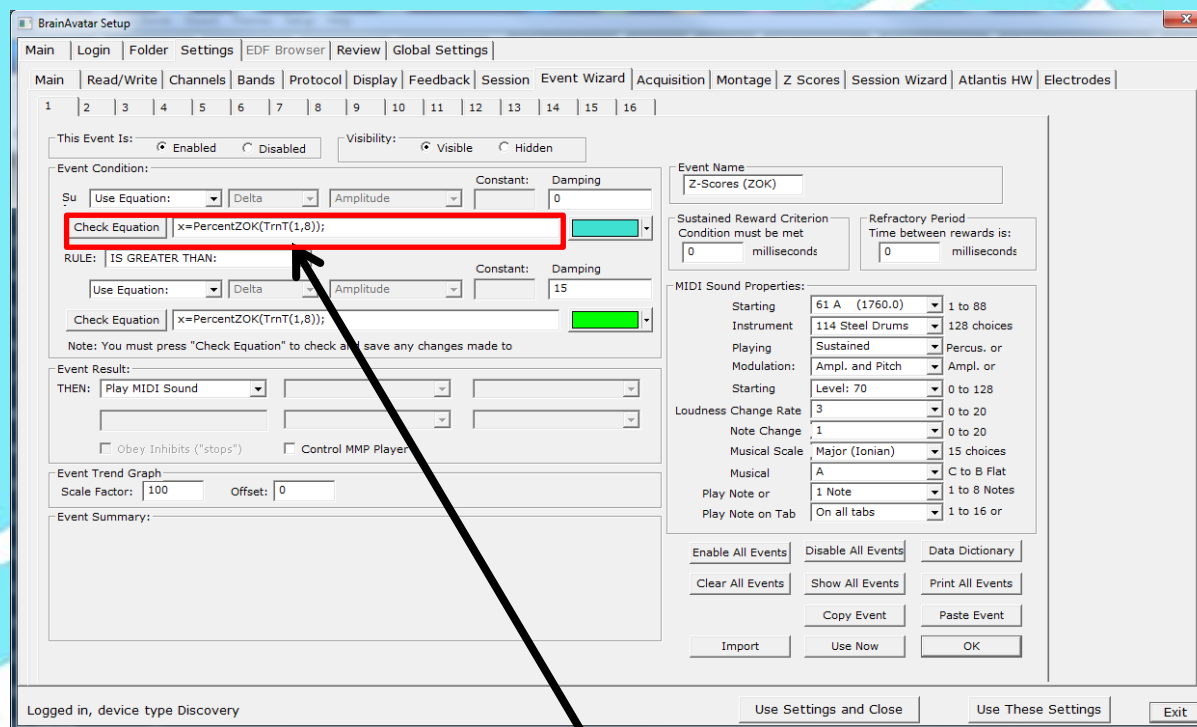 BrainAvatar Setup
Main Login Folder Settings EDF Browser Review Global Settings
Main Read/Write Channels Bands Protocol Display Feedback Session Event Wizard Acquisition Montage Z Scores Session Wizard Atlantis HW Electrodes
1 2 3 4 5 6 7 8 9 10 11 12 13 14 15 16
This Event Is:
Enabled Disabled
Visibility:
Visible Hidden
Event Condition:
Constant: Damping
Su Use Equation: Delta Amplitude 0
Check Equation x=PercentZOK(TrnT(1,8));
RULE: IS GREATER THAN:
Constant: Damping
Use Equation: Delta Amplitude 15
Check Equation x=PercentZOK(TrnT(1,8));
Note: You must press "Check Equation" to check and save any changes made to
Event Result:
THEN: Play MIDI Sound
Obey Inhibits ("stops") Control MMP Player
Event Trend Graph
Scale Factor: 100 Offset: 0
Event Summary:
Event Name
Z-Scores (ZOK)
Sustained Reward Criterion
Condition must be met
0 milliseconds
Refractory Period
Time between rewards is:
0 milliseconds
MIDI Sound Properties:
Starting 61 A (1760.0) 1 to 88
Instrument 114 Steel Drums 128 choices
Playing Sustained Percus. or
Modulation: Ampl. and Pitch Ampl. or
Starting Level: 70 0 to 128
Loudness Change Rate 3 0 to 20
Note Change 1 0 to 20
Musical Scale Major (Ionian) 15 choices
Musical A C to B Flat
Play Note or 1 Note 1 to 8 Notes
Play Note on Tab On all tabs 1 to 16 or
Enable All Events Disable All Events Data Dictionary
Clear All Events Show All Events Print All Events
Copy Event Paste Event
Import Use Now OK
Logged in, device type Discovery
Use Settings and Close Use These Settings Exit